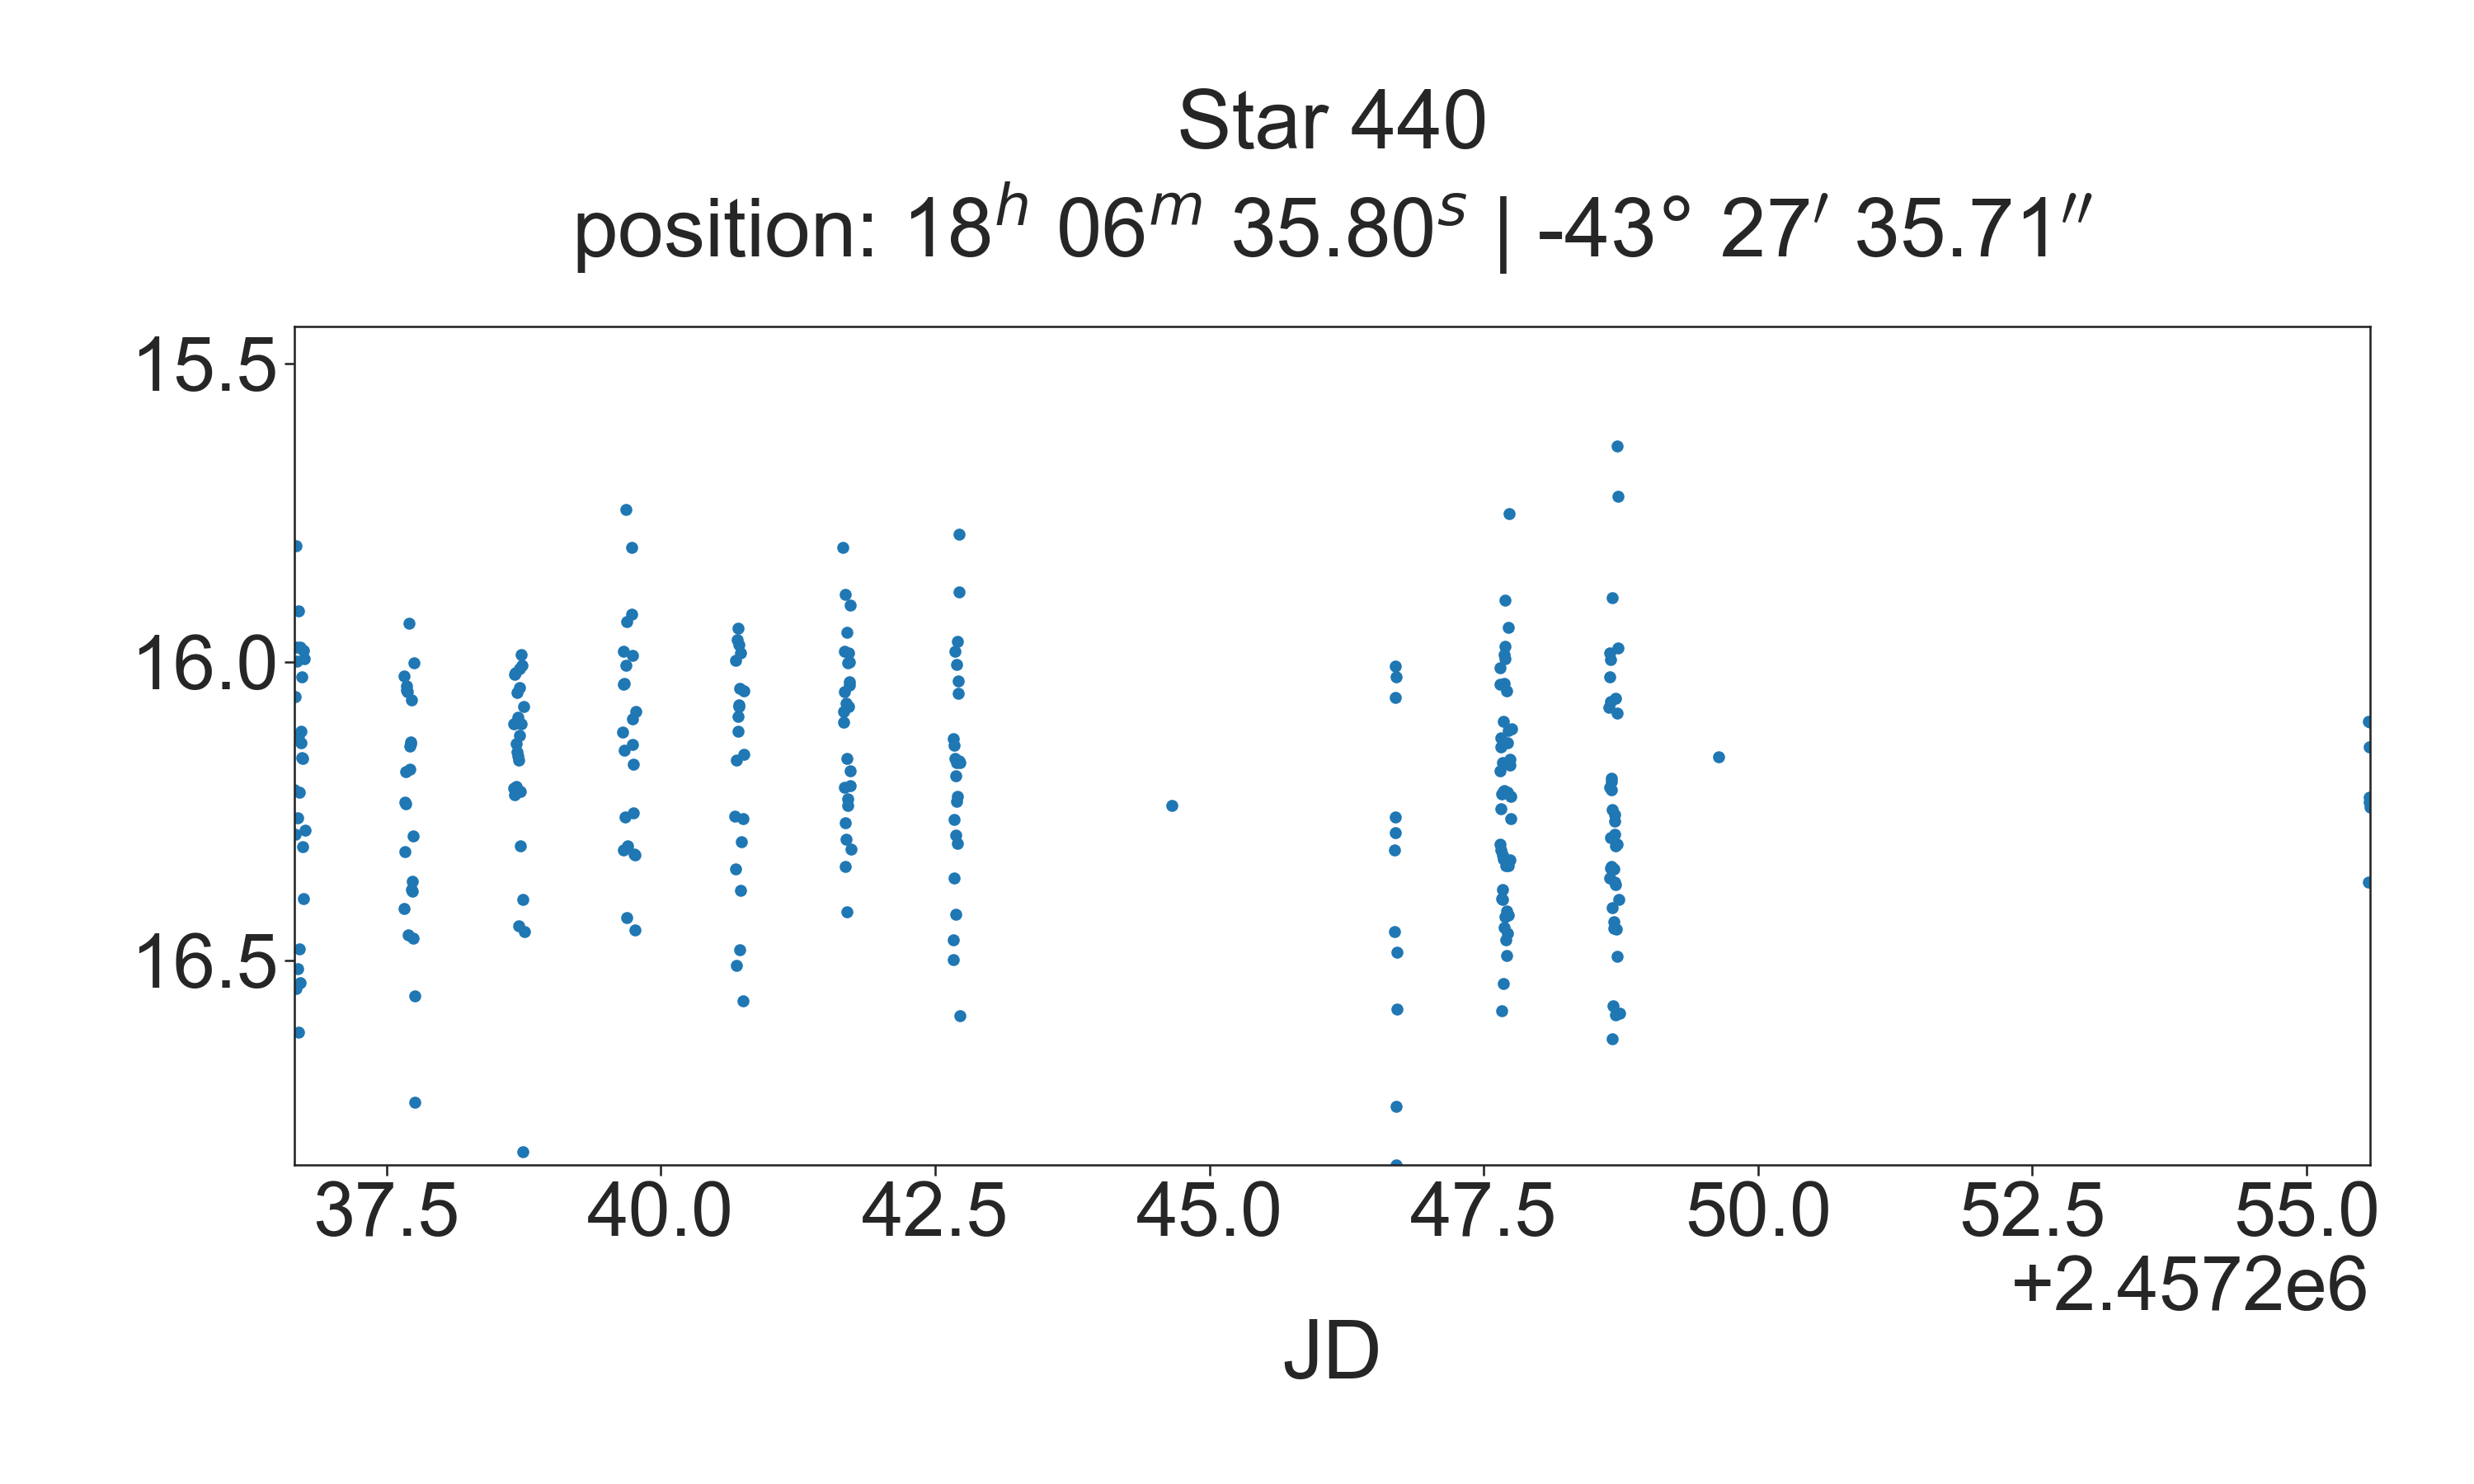 Star 440
position: 18ʰ 06ᵐ 35.80ˢ | -43° 27′ 35.71″
15.5
16.0
16.5
37.5 40.0 42.5 45.0 47.5 50.0 52.5 55.0
+2.4572e6
JD